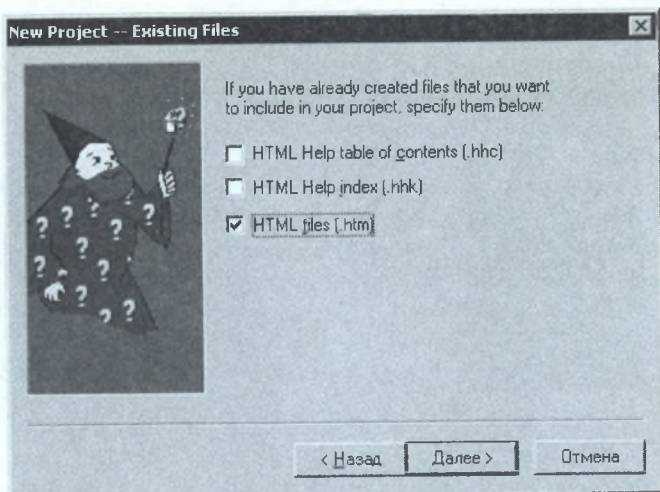 New Project -- Existing Files
If you have already created files that you want
to include in your project, specify them below:
HTML Help table of contents (.hhc)
HTML Help index (.hhk)
HTML files (.htm)
< Назад
Далее >
Отмена